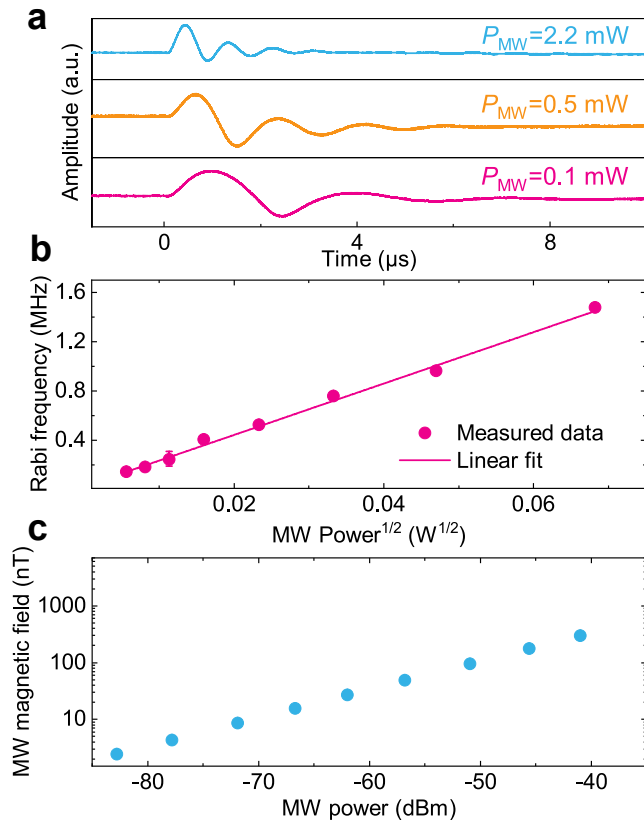 a
P_MW=2.2 mW
P_MW=0.5 mW
P_MW=0.1 mW
Amplitude (a.u.)
0 4 8
Time (µs)
b
1.6
1.2
0.8
0.4
Rabi frequency (MHz)
Measured data
Linear fit
0.02 0.04 0.06
MW Power^1/2 (W^1/2)
c
1000
100
10
MW magnetic field (nT)
-80 -70 -60 -50 -40
MW power (dBm)